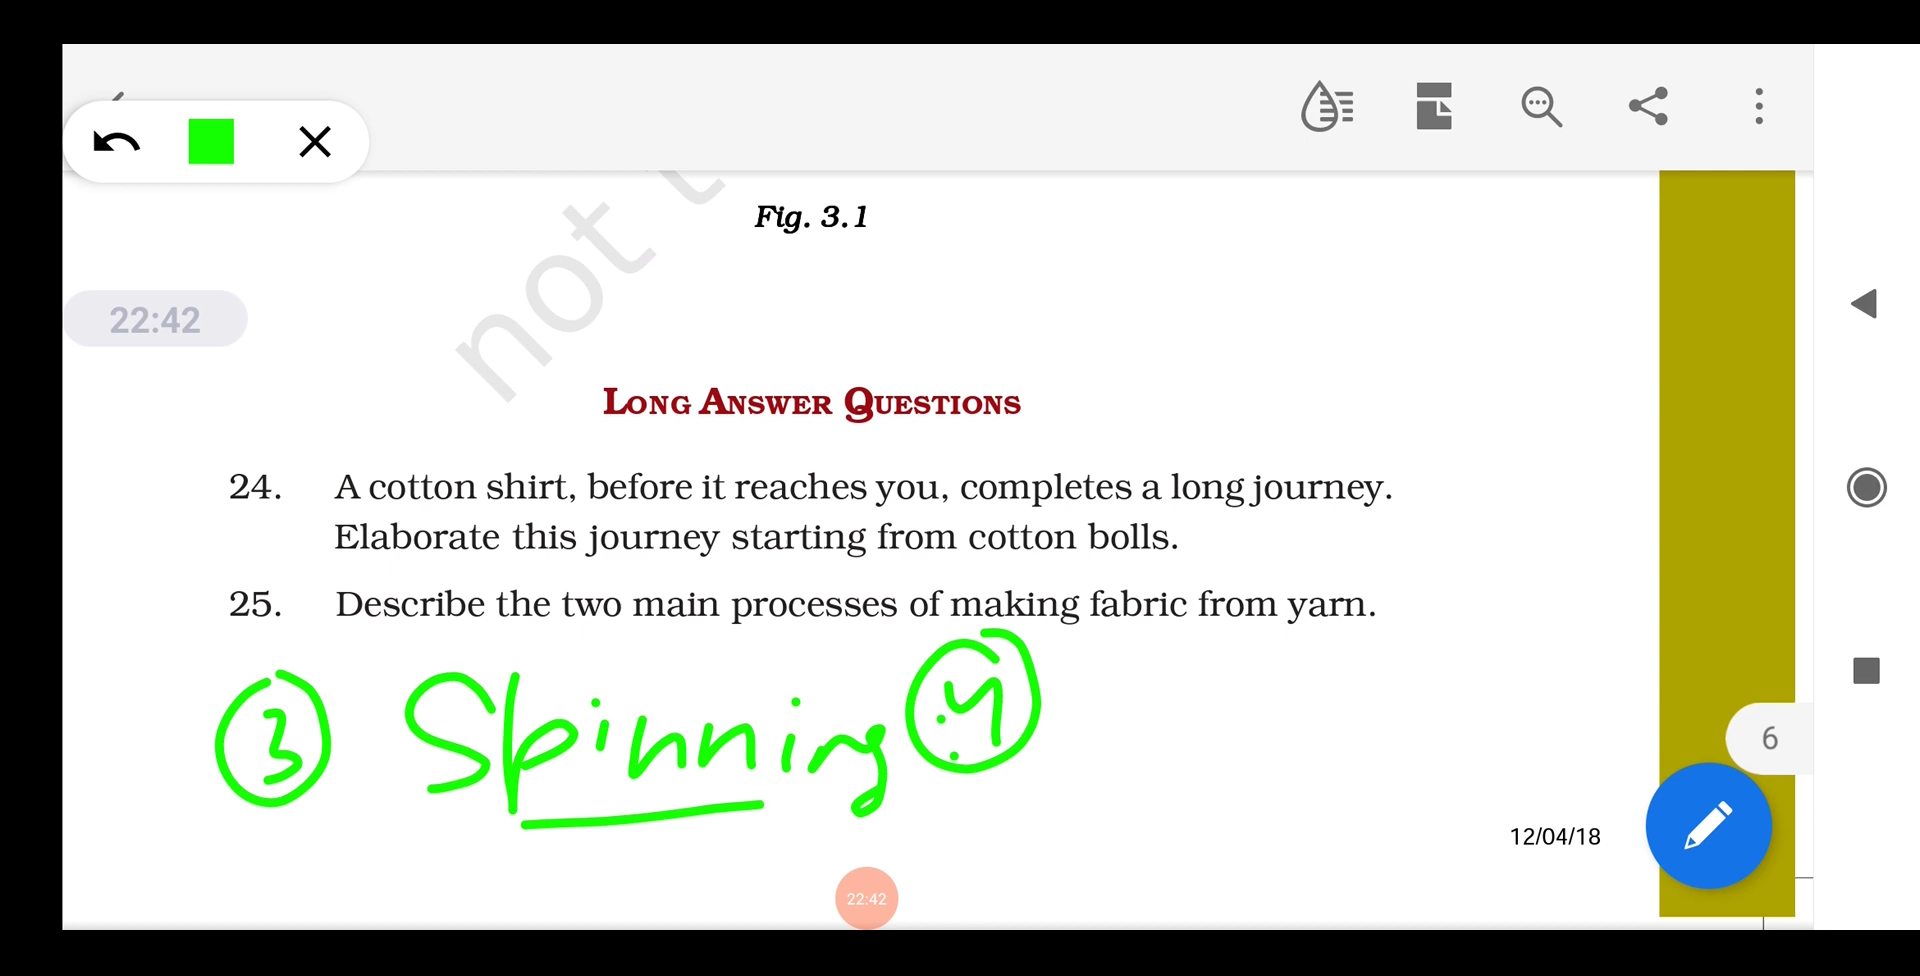 not t
Fig. 3.1
22:42
LONG ANSWER QUESTIONS
24. A cotton shirt, before it reaches you, completes a long journey.
Elaborate this journey starting from cotton bolls.
25. Describe the two main processes of making fabric from yarn.
3 Spinning :4
6
12/04/18
22:42